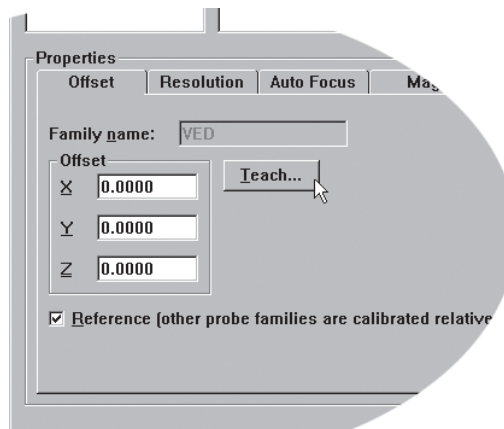 Properties
Offset Resolution Auto Focus
Family name: VED
Offset
Teach...
X 0.0000
Y 0.0000
Z 0.0000
Reference (other probe families are calibrated relative